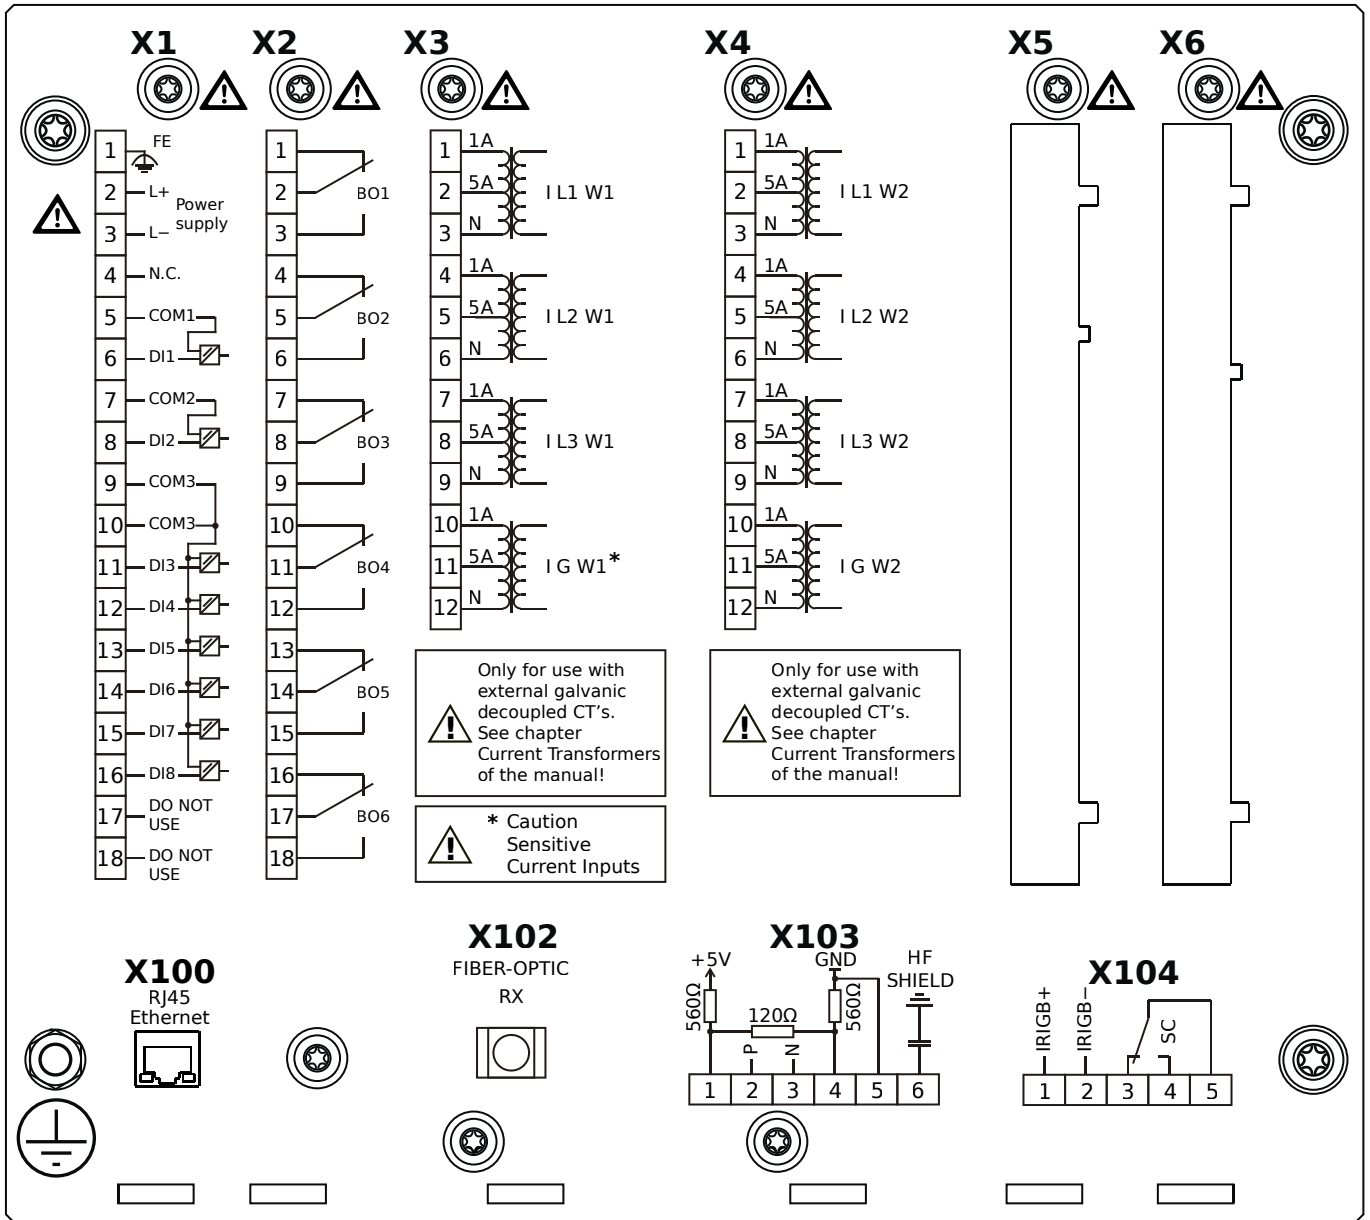 X1
1 FE
2 L+ Power
supply
3 L−
4 N.C.
5 COM1
6 DI1
7 COM2
8 DI2
9 COM3
10 COM3
11 DI3
12 DI4
13 DI5
14 DI6
15 DI7
16 DI8
17 DO NOT
USE
18 DO NOT
USE
X2
1
2 BO1
3
4
5 BO2
6
7
8 BO3
9
10
11 BO4
12
13
14 BO5
15
16
17 BO6
18
X3
1 1A
2 5A I L1 W1
3 N
4 1A
5 5A I L2 W1
6 N
7 1A
8 5A I L3 W1
9 N
10 1A
11 5A I G W1*
12 N
Only for use with
external galvanic
decoupled CT's.
See chapter
Current Transformers
of the manual!
* Caution
Sensitive
Current Inputs
X4
1 1A
2 5A I L1 W2
3 N
4 1A
5 5A I L2 W2
6 N
7 1A
8 5A I L3 W2
9 N
10 1A
11 5A I G W2
12 N
Only for use with
external galvanic
decoupled CT's.
See chapter
Current Transformers
of the manual!
X5
X6
X100
RJ45
Ethernet
X102
FIBER-OPTIC
RX
X103
+5V GND HF
SHIELD
560Ω 120Ω 560Ω
P N
1 2 3 4 5 6
X104
IRIGB+ IRIGB− SC
1 2 3 4 5